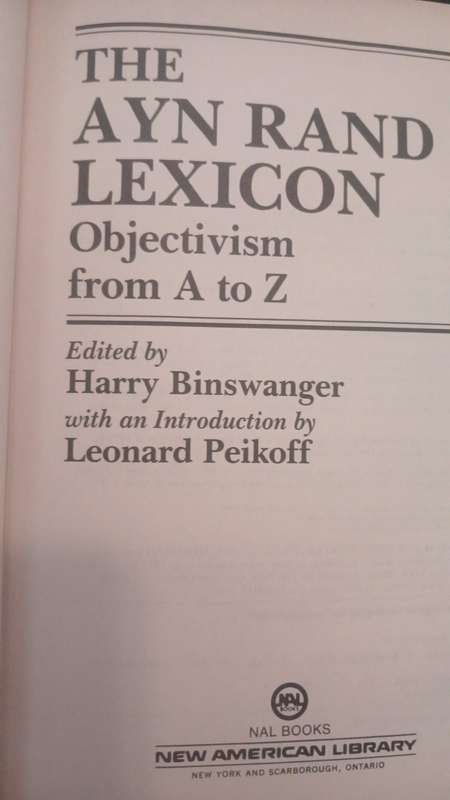 THE
AYN RAND
LEXICON
Objectivism
from A to Z
Edited by
Harry Binswanger
with an Introduction by
Leonard Peikoff
NAL
BOOKS
NAL BOOKS
NEW AMERICAN LIBRARY
NEW YORK AND SCARBOROUGH, ONTARIO